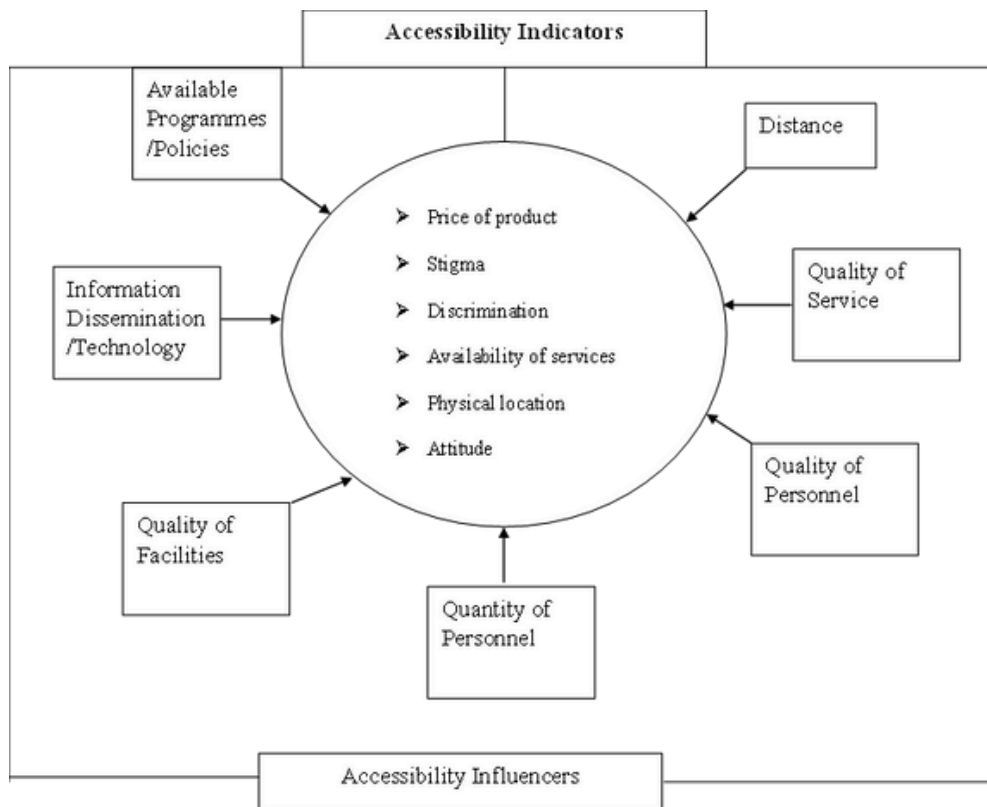 Accessibility Indicators
Available
Programmes
/Policies
Distance
Information
Dissemination
/Technology
➢ Price of product
➢ Stigma
➢ Discrimination
➢ Availability of services
➢ Physical location
➢ Attitude
Quality of
Service
Quality of
Personnel
Quality of
Facilities
Quantity of
Personnel
Accessibility Influencers